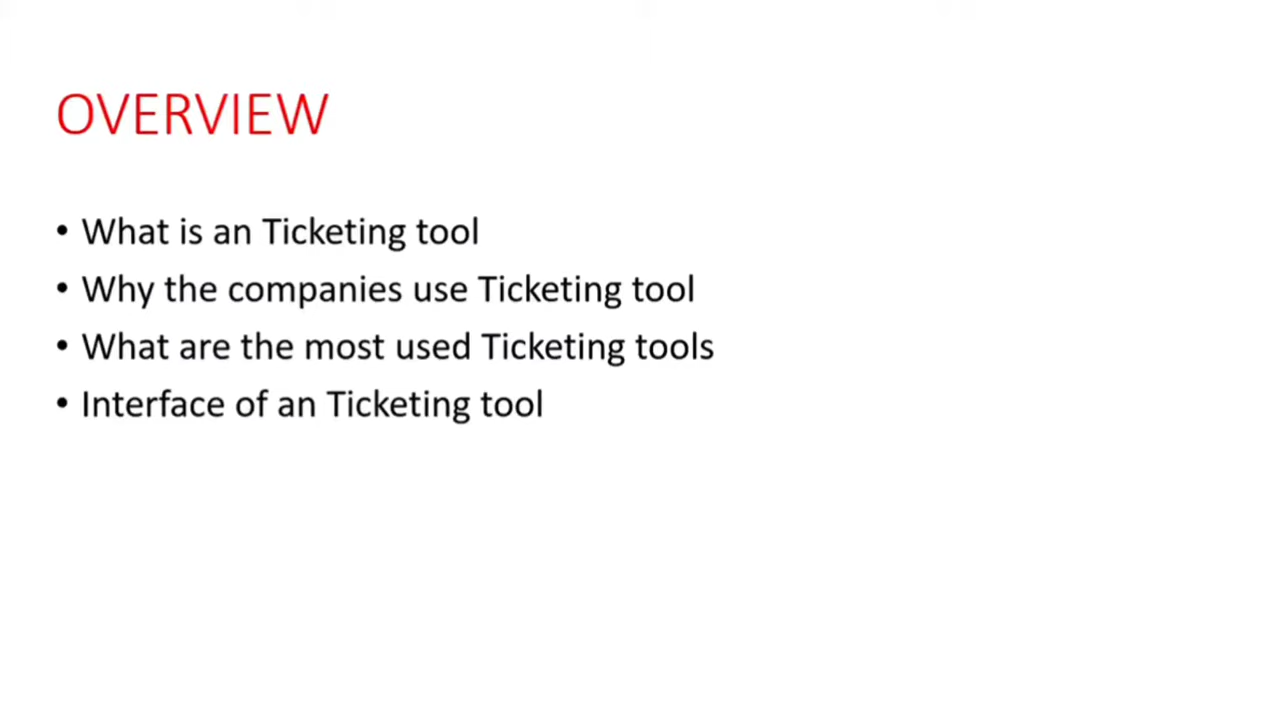 OVERVIEW
• What is an Ticketing tool
• Why the companies use Ticketing tool
• What are the most used Ticketing tools
• Interface of an Ticketing tool